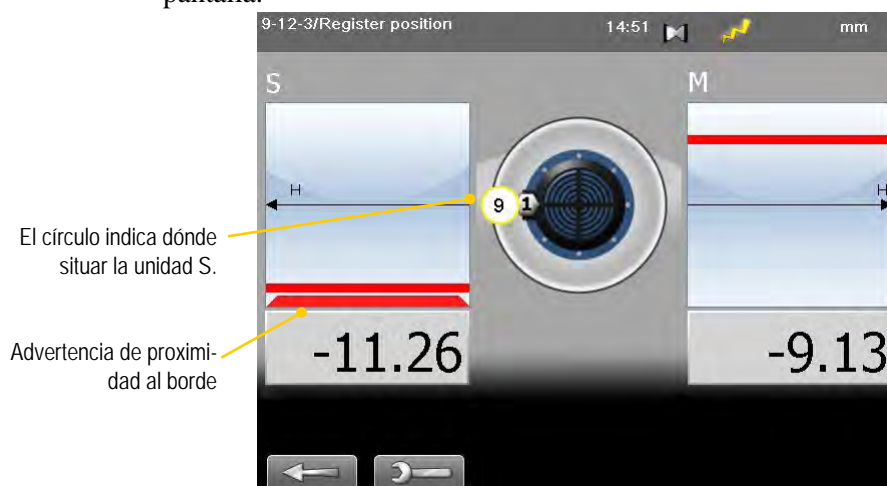 pantalla.
9-12-3/Register position 14:51 mm
S M
H H
9 1
El círculo indica dónde
situar la unidad S.
Advertencia de proximi-
dad al borde
-11.26 -9.13